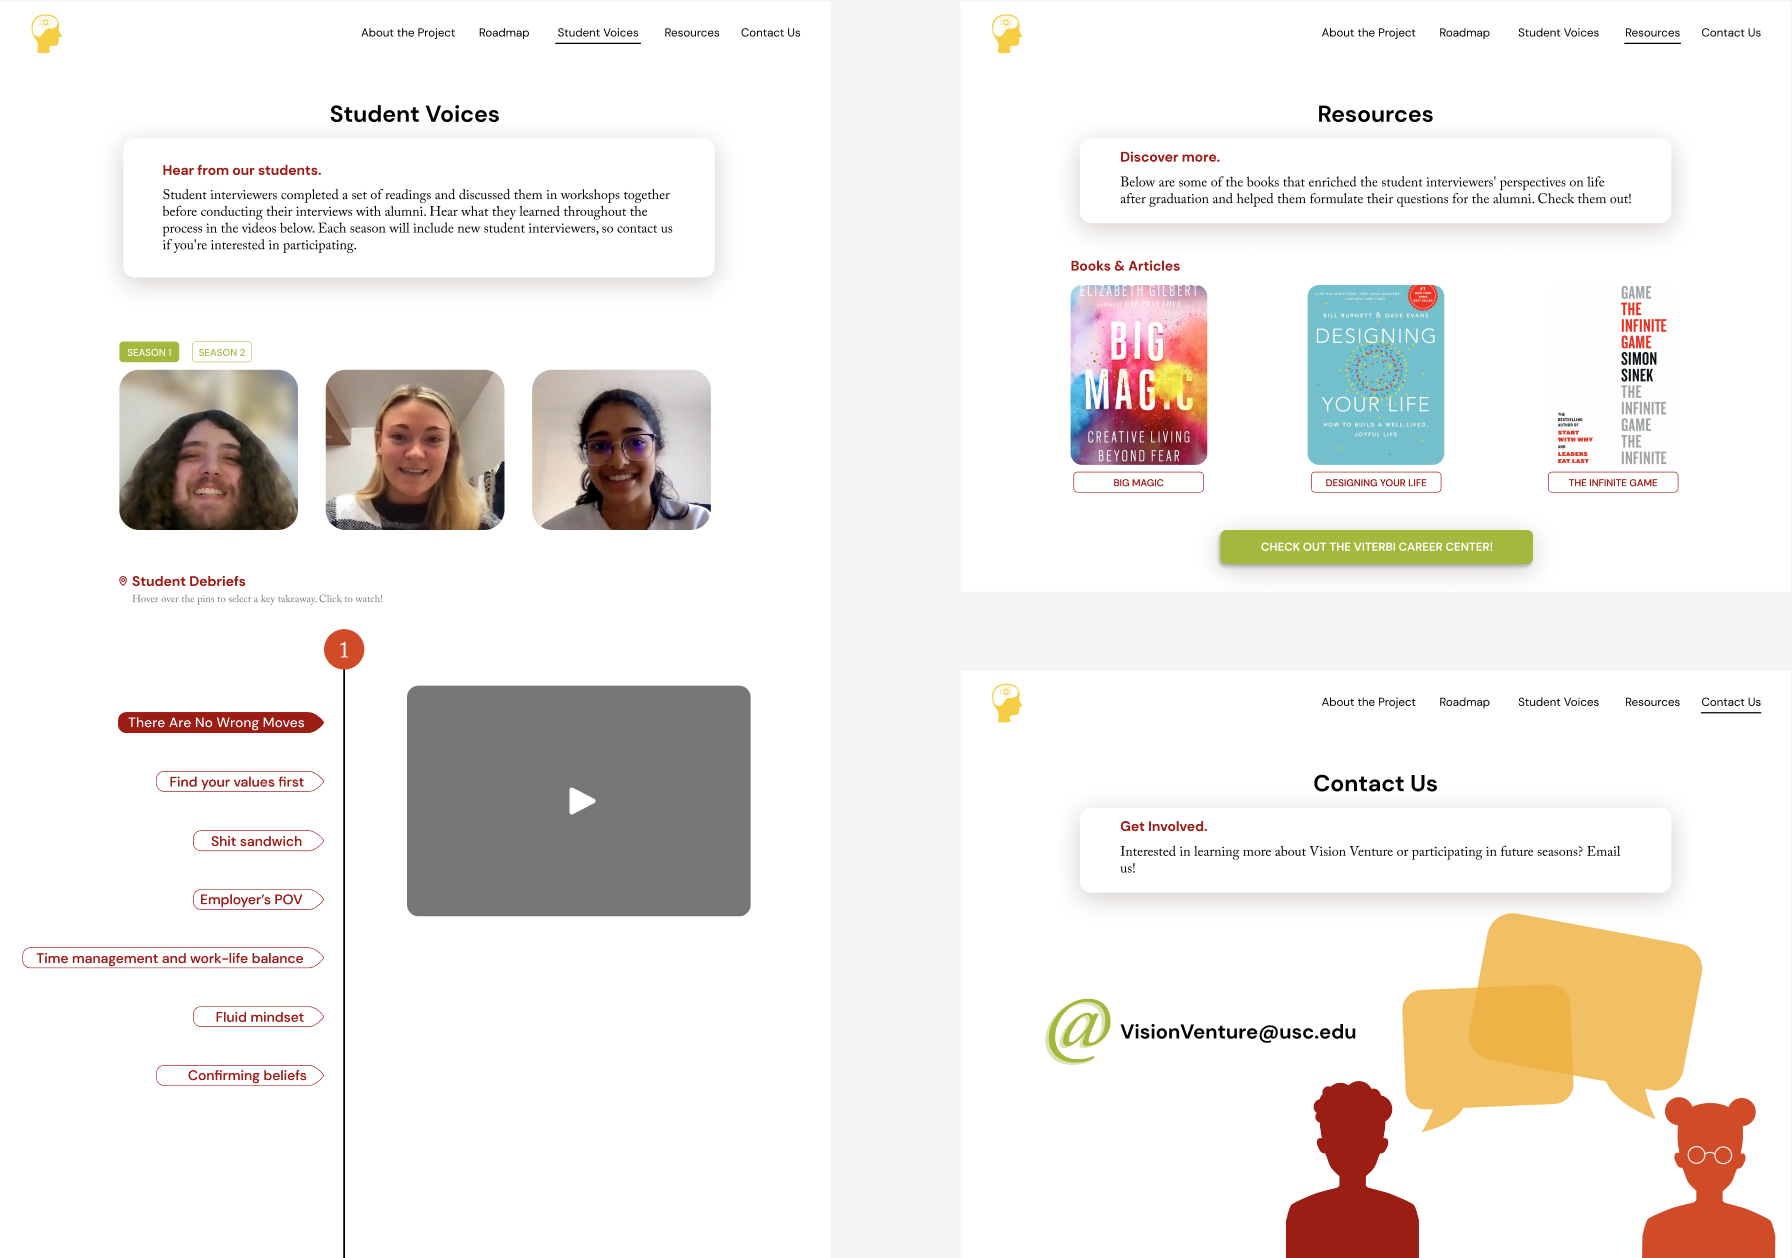 About the Project
Roadmap
Student Voices
Resources
Contact Us
Student Voices
Hear from our students.
Student interviewers completed a set of readings and discussed them in workshops together
before conducting their interviews with alumni. Hear what they learned throughout the
process in the videos below. Each season will include new student interviewers, so contact us
if you're interested in participating.
SEASON 1
SEASON 2
Student Debriefs
Hover over the pins to select a key takeaway. Click to watch!
1
There Are No Wrong Moves
Find your values first
Shit sandwich
Employer's POV
Time management and work-life balance
Fluid mindset
Confirming beliefs
About the Project
Roadmap
Student Voices
Resources
Contact Us
Resources
Discover more.
Below are some of the books that enriched the student interviewers' perspectives on life
after graduation and helped them formulate their questions for the alumni. Check them out!
Books & Articles
ELIZABETH GILBERT
author of EAT PRAY LOVE
BIG
MAGIC
CREATIVE LIVING
BEYOND FEAR
BIG MAGIC
#1
BILL BURNETT & DAVE EVANS
DESIGNING
YOUR LIFE
HOW TO BUILD A WELL-LIVED,
JOYFUL LIFE
DESIGNING YOUR LIFE
GAME
THE
INFINITE
GAME
SIMON
SINEK
THE
INFINITE
GAME
THE
INFINITE
THE
BESTSELLING
AUTHOR OF
START
WITH WHY
AND
LEADERS
EAT LAST
THE INFINITE GAME
CHECK OUT THE VITERBI CAREER CENTER!
About the Project
Roadmap
Student Voices
Resources
Contact Us
Contact Us
Get Involved.
Interested in learning more about Vision Venture or participating in future seasons? Email
us!
@
VisionVenture@usc.edu